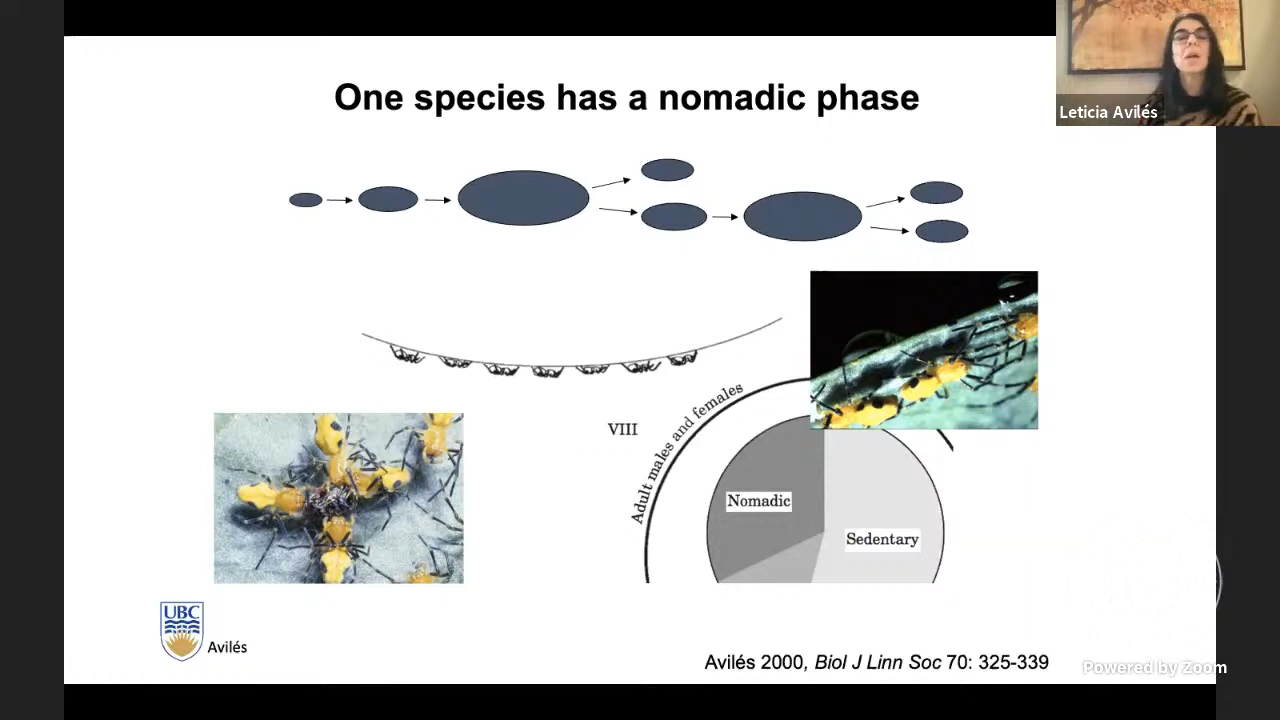 One species has a nomadic phase
Leticia Avilés
VIII
Adult males and females
Nomadic
Sedentary
UBC
Avilés
Avilés 2000, Biol J Linn Soc 70: 325-339
Powered by Zoom